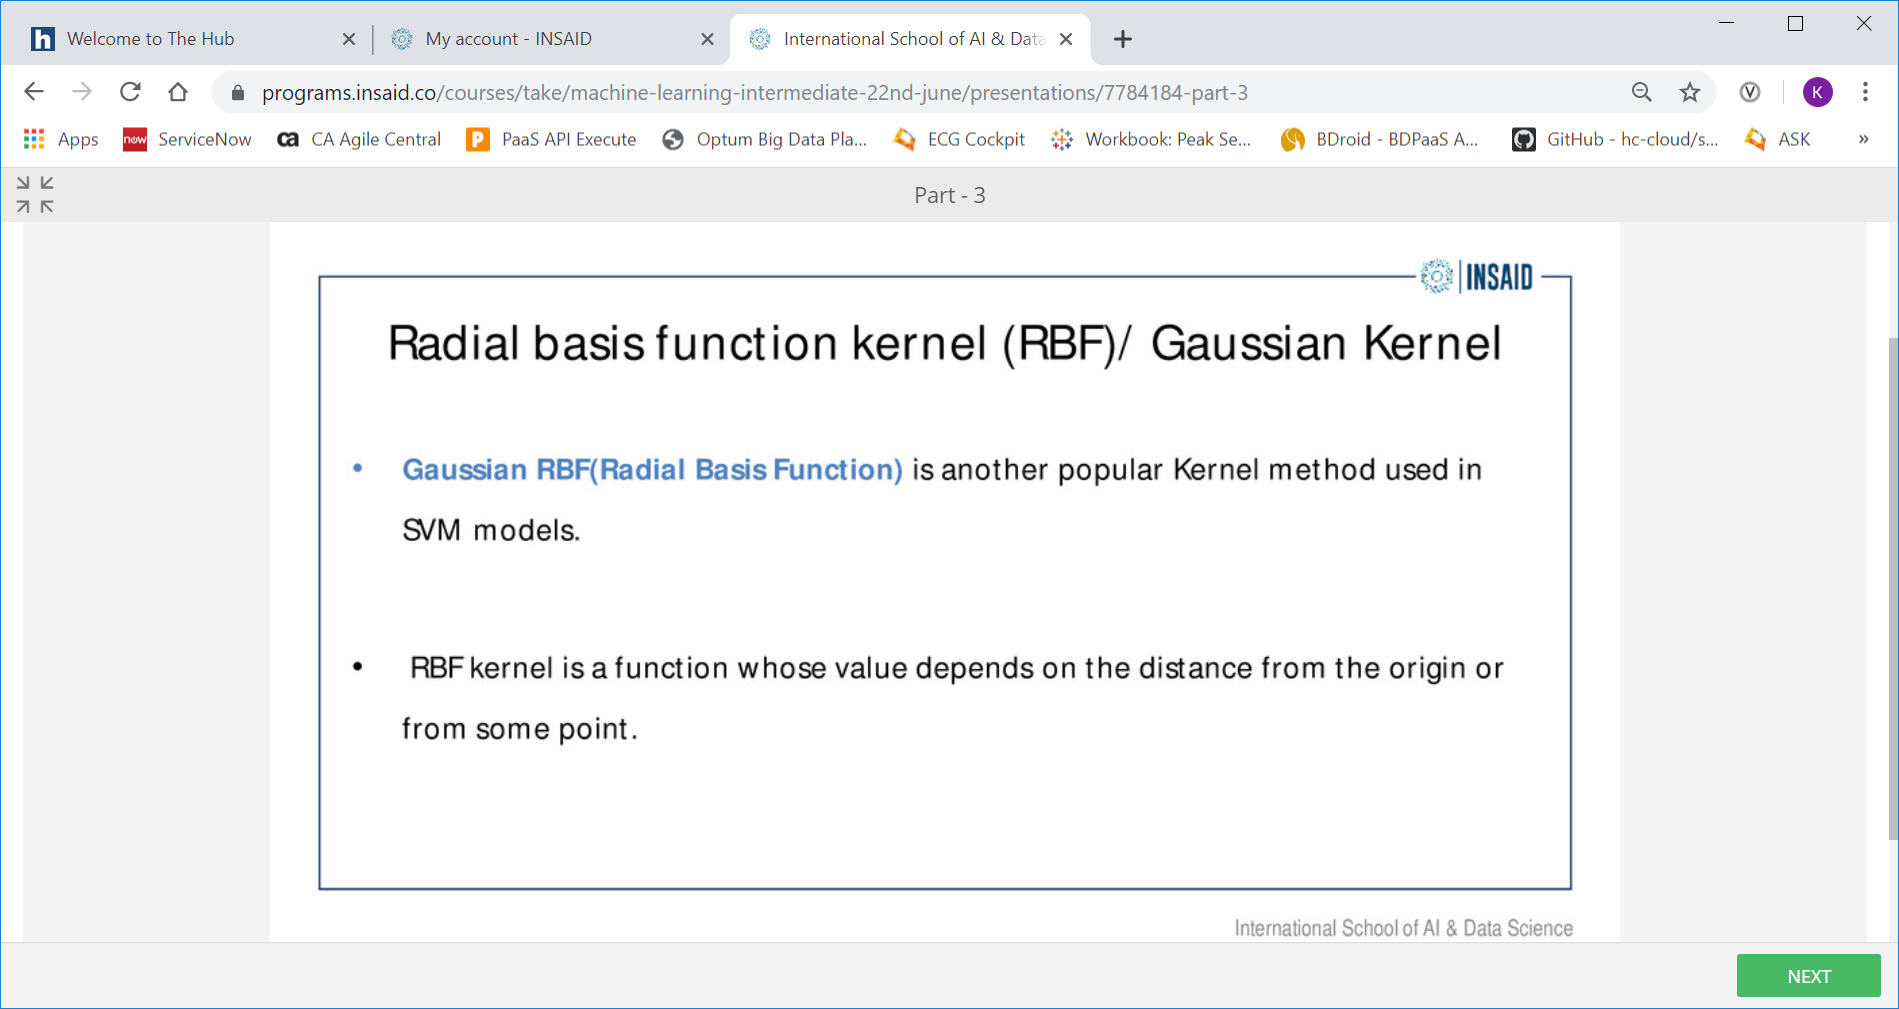 Welcome to The Hub
My account - INSAID
International School of AI & Data
programs.insaid.co/courses/take/machine-learning-intermediate-22nd-june/presentations/7784184-part-3
K
Apps
now ServiceNow
ca CA Agile Central
P PaaS API Execute
Optum Big Data Pla...
ECG Cockpit
Workbook: Peak Se...
BDroid - BDPaaS A...
GitHub - hc-cloud/s...
ASK
»
Part - 3
INSAID
Radial basis function kernel (RBF)/ Gaussian Kernel
• Gaussian RBF(Radial Basis Function) is another popular Kernel method used in
SVM models.
• RBF kernel is a function whose value depends on the distance from the origin or
from some point.
International School of AI & Data Science
NEXT